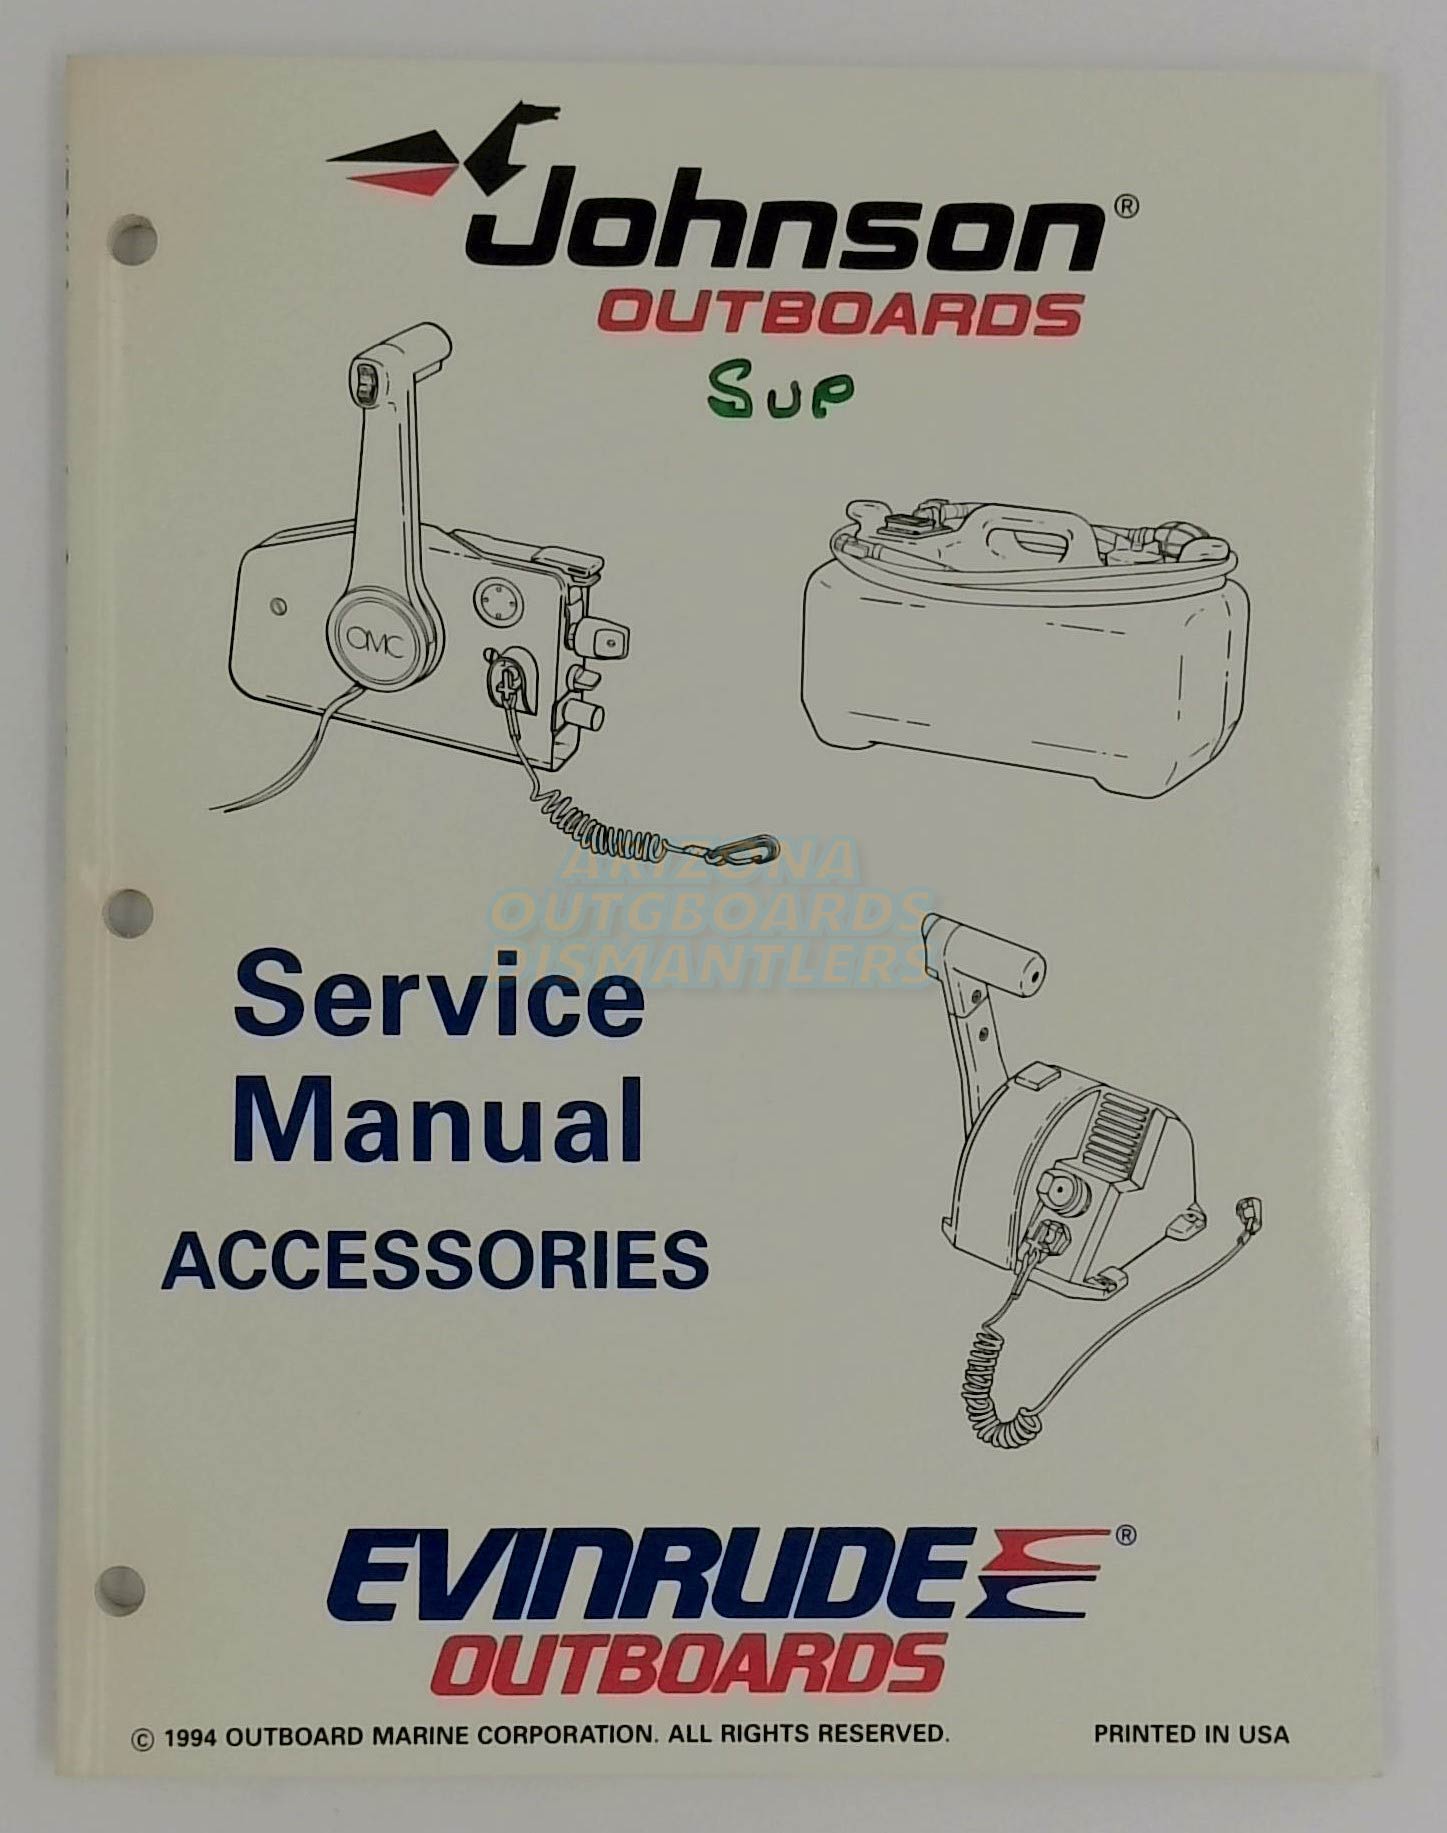 Johnson®
OUTBOARDS
SUP
OMC
ARIZONA
OUTGBOARDS
DISMANTLERS
Service
Manual
ACCESSORIES
EVINRUDE®
OUTBOARDS
© 1994 OUTBOARD MARINE CORPORATION. ALL RIGHTS RESERVED. PRINTED IN USA